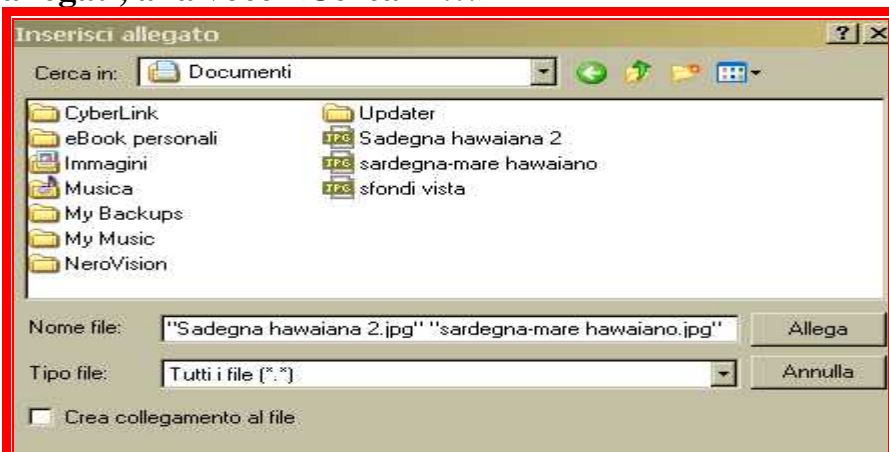 Inserisci allegato
Cerca in: Documenti
CyberLink
eBook personali
Immagini
Musica
My Backups
My Music
NeroVision
Updater
Sadegna hawaiana 2
sardegna-mare hawaiano
sfondi vista
Nome file: "Sadegna hawaiana 2.jpg" "sardegna-mare hawaiano.jpg" Allega
Tipo file: Tutti i file (*.*) Annulla
Crea collegamento al file